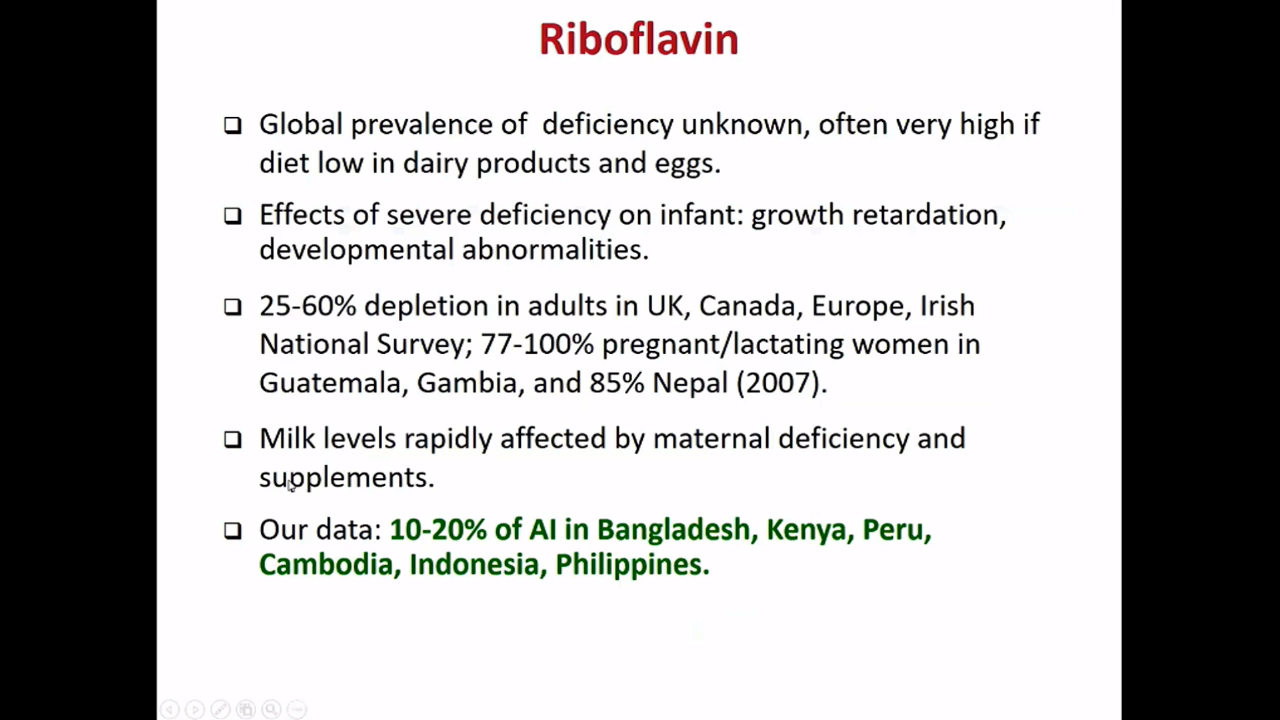 Riboflavin
❑ Global prevalence of  deficiency unknown, often very high if
diet low in dairy products and eggs.
❑ Effects of severe deficiency on infant: growth retardation,
developmental abnormalities.
❑ 25-60% depletion in adults in UK, Canada, Europe, Irish
National Survey; 77-100% pregnant/lactating women in
Guatemala, Gambia, and 85% Nepal (2007).
❑ Milk levels rapidly affected by maternal deficiency and
supplements.
❑ Our data: 10-20% of AI in Bangladesh, Kenya, Peru,
Cambodia, Indonesia, Philippines.